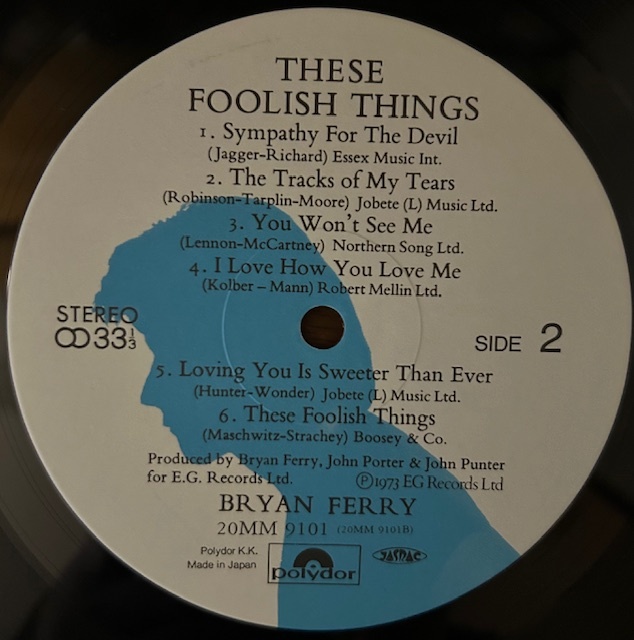 THESE
FOOLISH THINGS
1. Sympathy For The Devil
(Jagger-Richard) Essex Music Int.
2. The Tracks of My Tears
(Robinson-Tarplin-Moore) Jobete (L) Music Ltd.
3. You Won't See Me
(Lennon-McCartney) Northern Song Ltd.
4. I Love How You Love Me
(Kolber – Mann) Robert Mellin Ltd.
STEREO
33 1/3
SIDE 2
5. Loving You Is Sweeter Than Ever
(Hunter-Wonder) Jobete (L) Music Ltd.
6. These Foolish Things
(Maschwitz-Strachey) Boosey & Co.
Produced by Bryan Ferry, John Porter & John Punter
for E.G. Records Ltd. Ⓟ1973 EG Records Ltd
BRYAN FERRY
20MM 9101 (20MM 9101B)
Polydor K.K.
Made in Japan
polydor
JASRAC